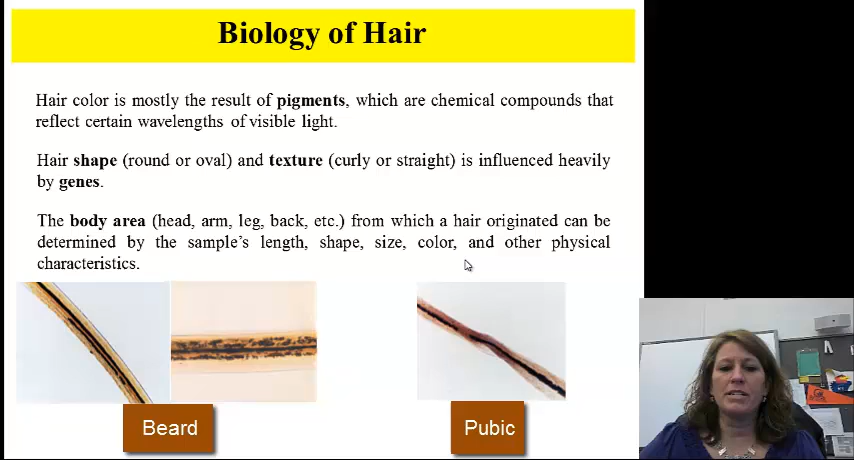 Biology of Hair
Hair color is mostly the result of pigments, which are chemical compounds that
reflect certain wavelengths of visible light.
Hair shape (round or oval) and texture (curly or straight) is influenced heavily
by genes.
The body area (head, arm, leg, back, etc.) from which a hair originated can be
determined by the sample's length, shape, size, color, and other physical
characteristics.
Beard
Pubic